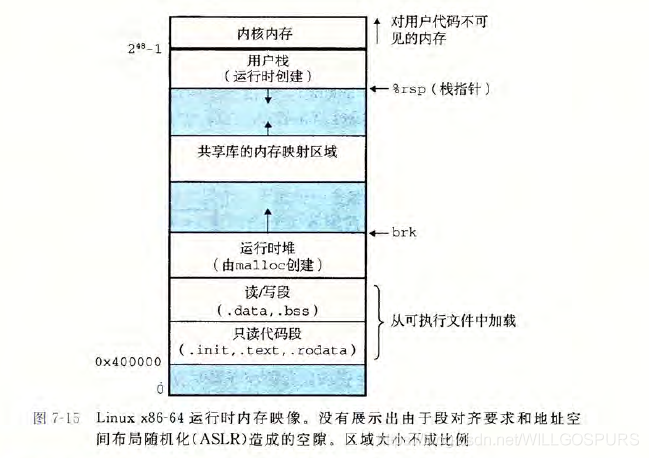 内核内存
对用户代码不可
见的内存
2⁴⁸-1
用户栈
(运行时创建)
%rsp (栈指针)
共享库的内存映射区域
brk
运行时堆
(由malloc创建)
读/写段
(.data,.bss)
从可执行文件中加载
只读代码段
(.init,.text,.rodata)
0x400000
0
图 7-15 Linux x86-64 运行时内存映像。没有展示出由于段对齐要求和地址空
间布局随机化(ASLR)造成的空隙。区域大小不成比例
dn.net/WILLGOSPURS